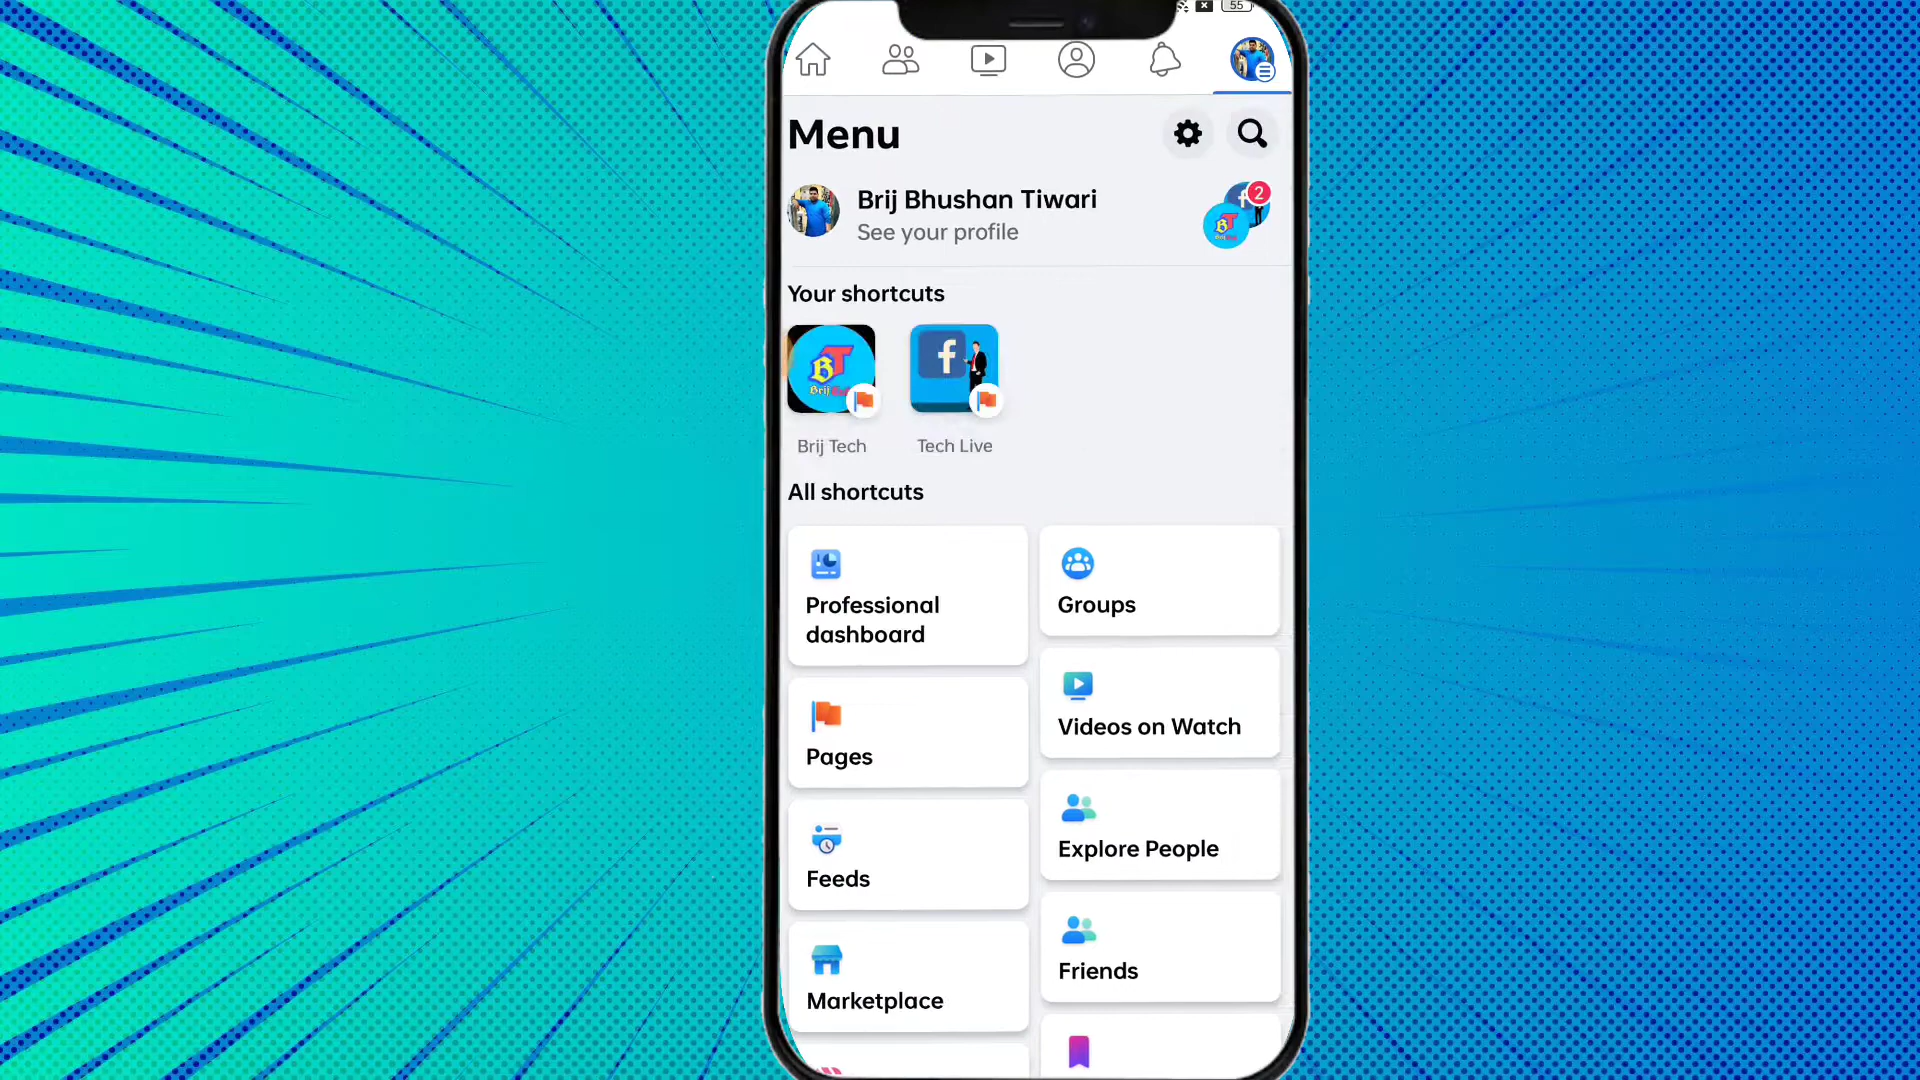 55
Menu
Brij Bhushan Tiwari
See your profile
2
Your shortcuts
Brij Tech
Tech Live
All shortcuts
Professional
dashboard
Groups
Pages
Videos on Watch
Feeds
Explore People
Marketplace
Friends